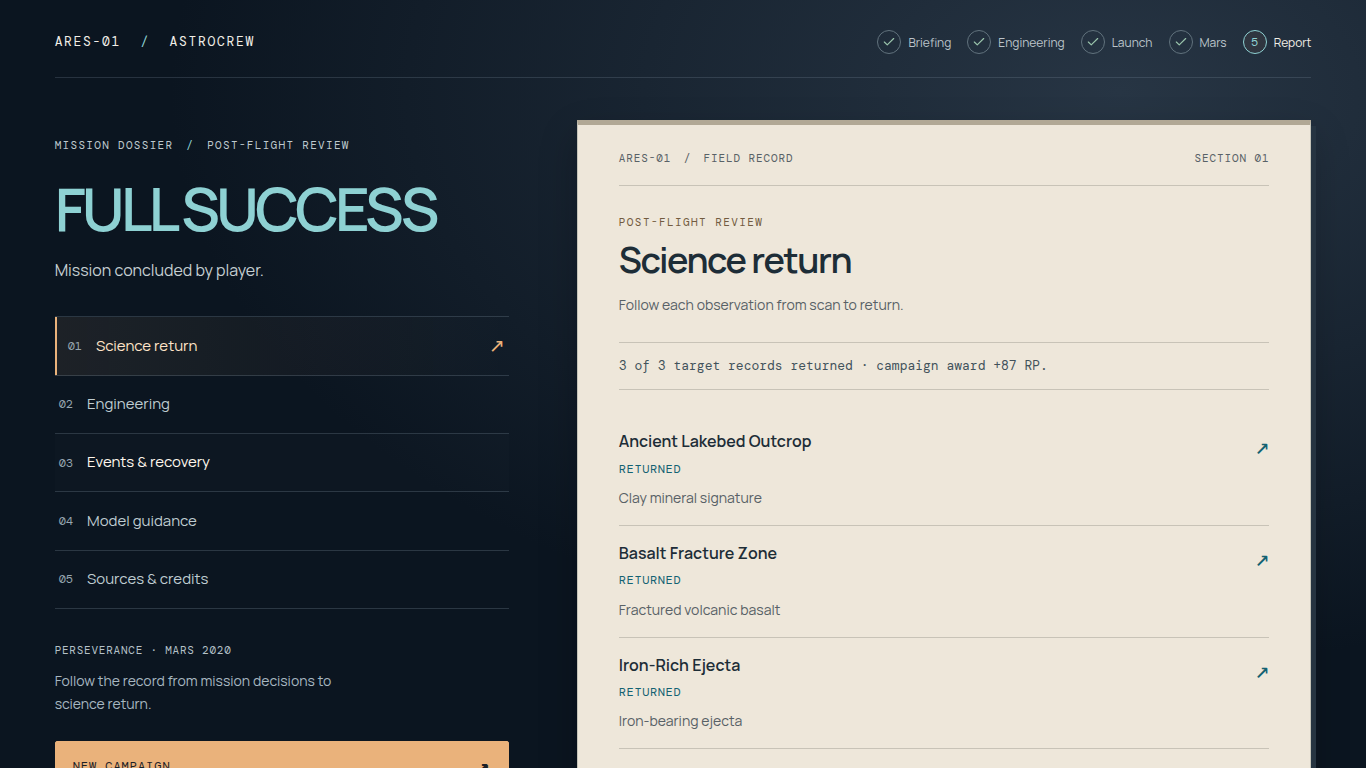 ARES-01 / ASTROCREW
Briefing
Engineering
Launch
Mars
5 Report
MISSION DOSSIER / POST-FLIGHT REVIEW
FULL SUCCESS
Mission concluded by player.
01 Science return ↗
02 Engineering
03 Events & recovery
04 Model guidance
05 Sources & credits
PERSEVERANCE · MARS 2020
Follow the record from mission decisions to
science return.
NEW CAMPAIGN
ARES-01 / FIELD RECORD
SECTION 01
POST-FLIGHT REVIEW
Science return
Follow each observation from scan to return.
3 of 3 target records returned · campaign award +87 RP.
Ancient Lakebed Outcrop ↗
RETURNED
Clay mineral signature
Basalt Fracture Zone ↗
RETURNED
Fractured volcanic basalt
Iron-Rich Ejecta ↗
RETURNED
Iron-bearing ejecta